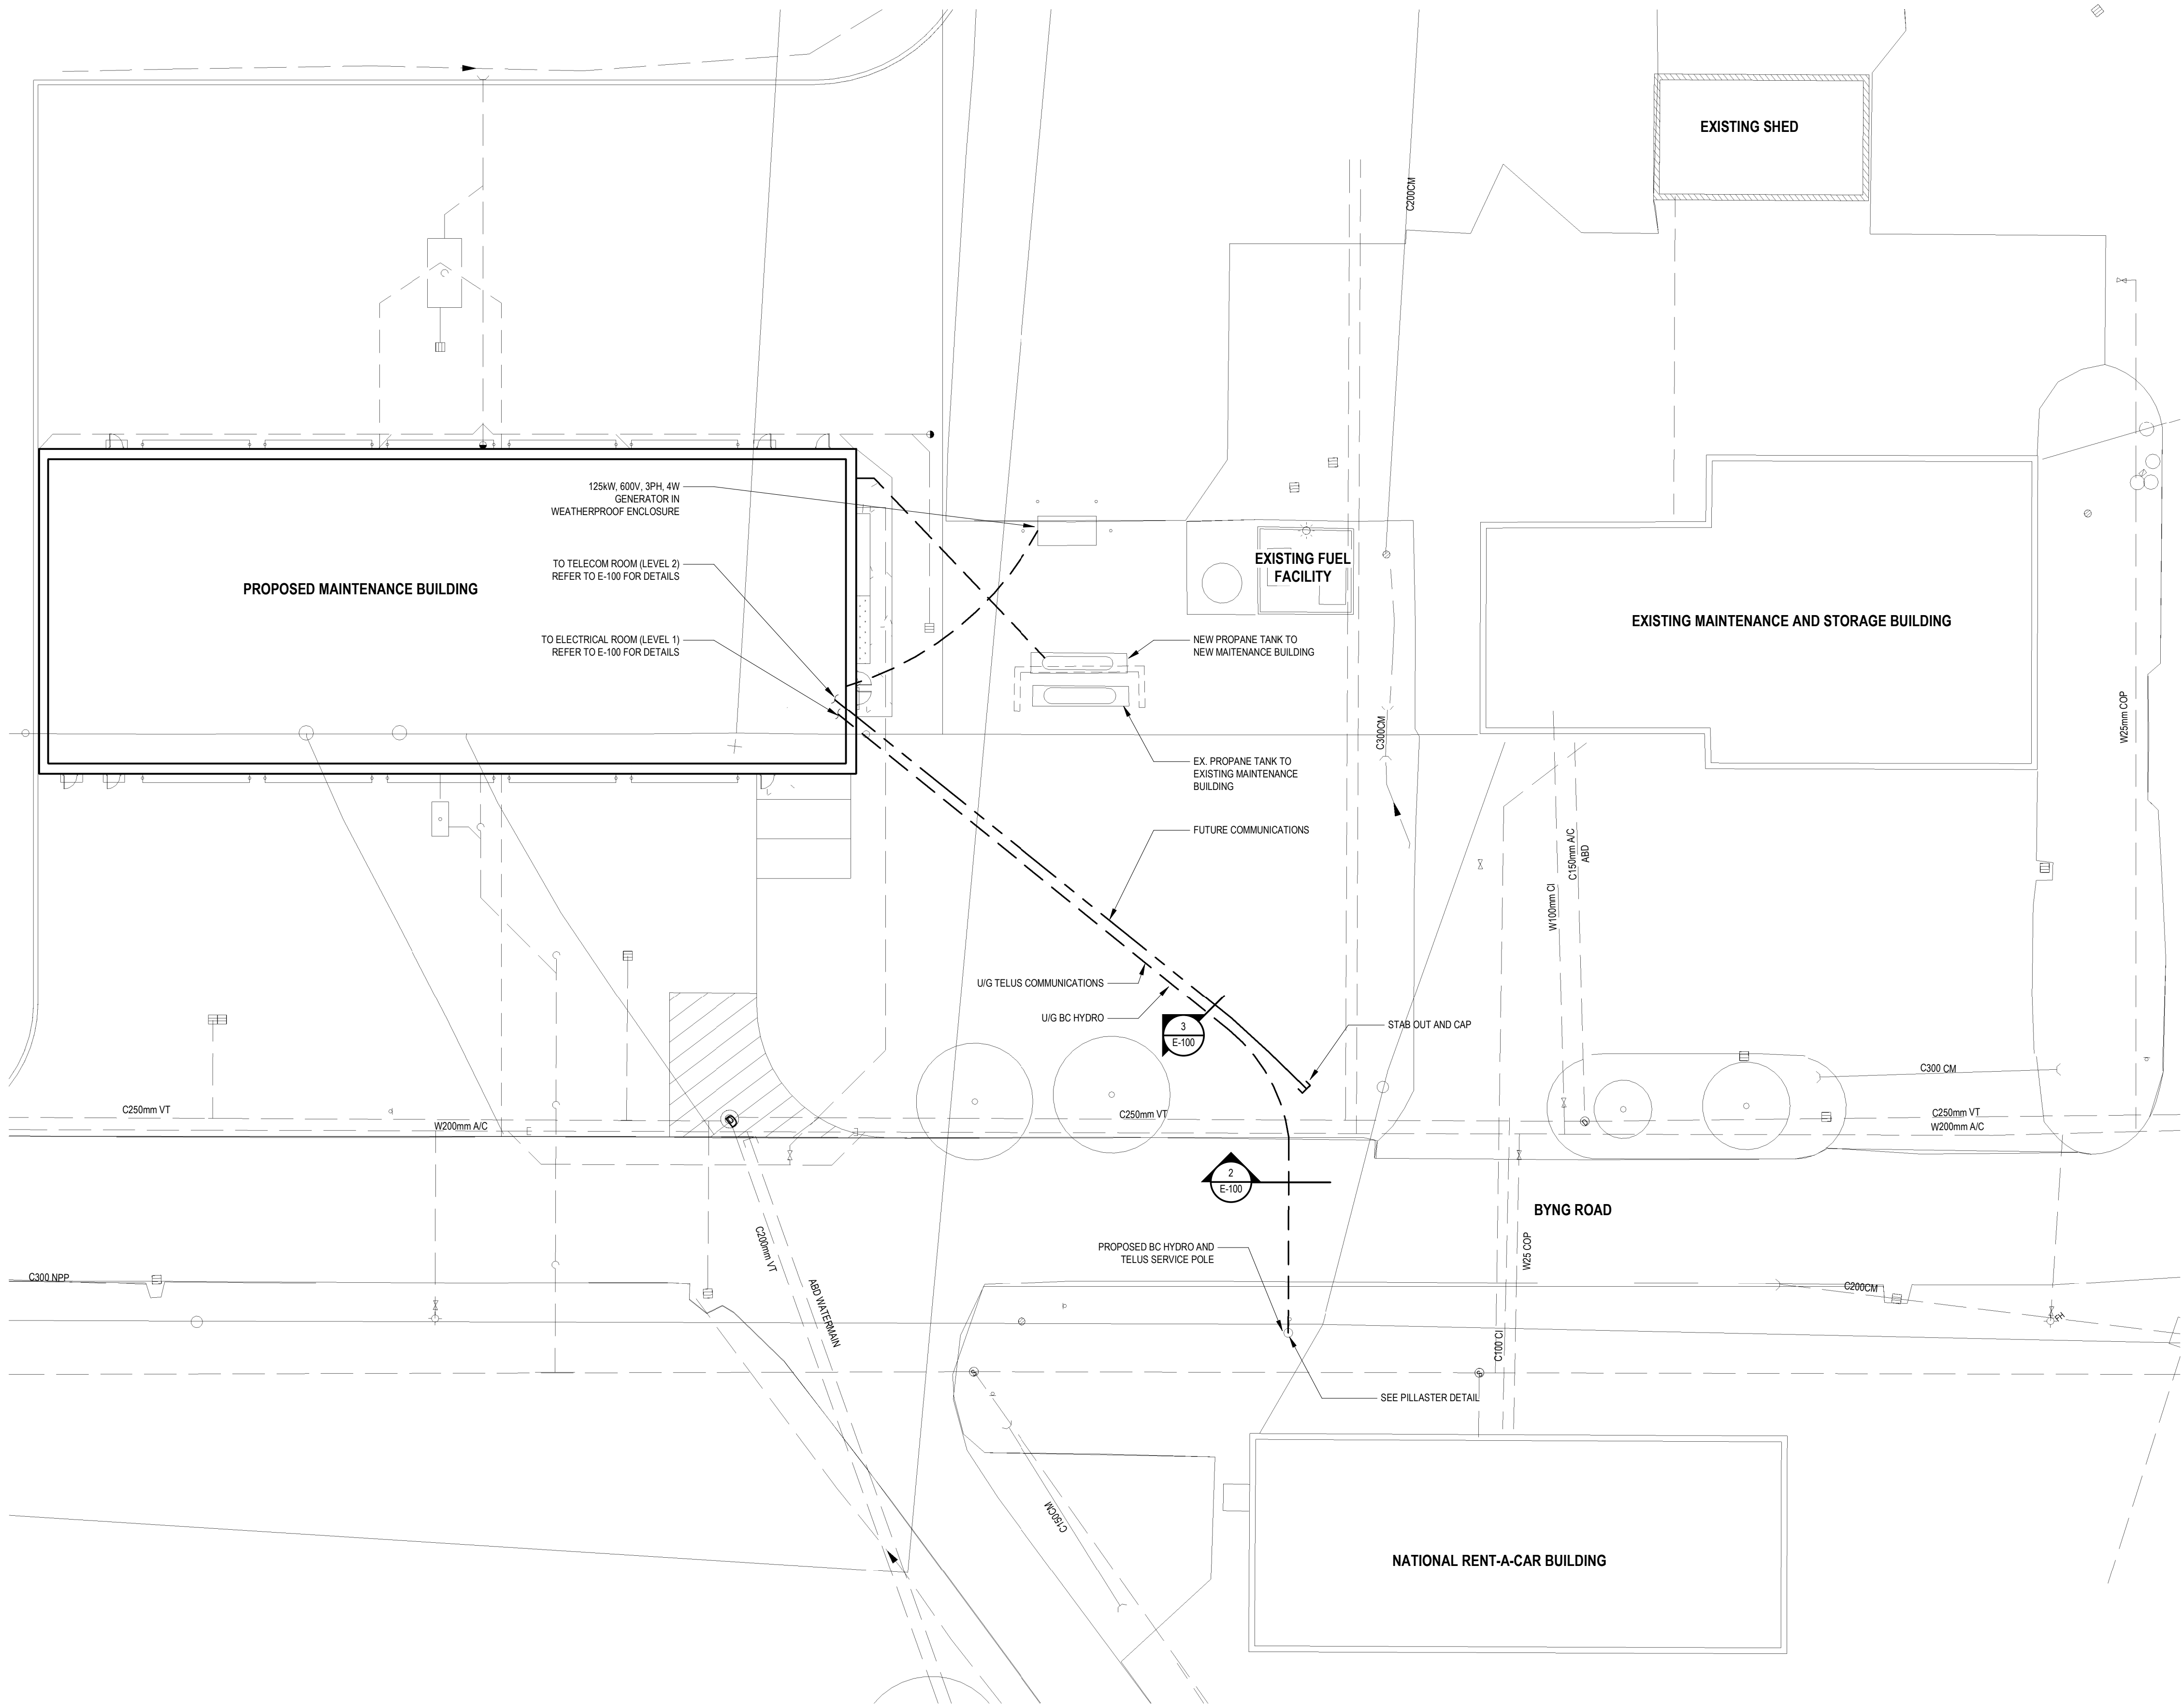 EXISTING SHED
C200CM
125kW, 600V, 3PH, 4W
GENERATOR IN
WEATHERPROOF ENCLOSURE
TO TELECOM ROOM (LEVEL 2)
REFER TO E-100 FOR DETAILS
PROPOSED MAINTENANCE BUILDING
TO ELECTRICAL ROOM (LEVEL 1)
REFER TO E-100 FOR DETAILS
EXISTING FUEL
FACILITY
NEW PROPANE TANK TO
NEW MAITENANCE BUILDING
EXISTING MAINTENANCE AND STORAGE BUILDING
W25mm COP
C300CM
EX. PROPANE TANK TO
EXISTING MAINTENANCE
BUILDING
FUTURE COMMUNICATIONS
C150mm A/C
ABD
W100mm CI
U/G TELUS COMMUNICATIONS
U/G BC HYDRO
3
E-100
STAB OUT AND CAP
C300 CM
C250mm VT
W200mm A/C
D
C250mm VT
D
C250mm VT
W200mm A/C
2
E-100
BYNG ROAD
PROPOSED BC HYDRO AND
TELUS SERVICE POLE
C200mm VT
ABD WATERMAIN
W25 COP
C300 NPP
C200CM
FH
C100 CI
S
S
SEE PILLASTER DETAIL
C150CM
NATIONAL RENT-A-CAR BUILDING